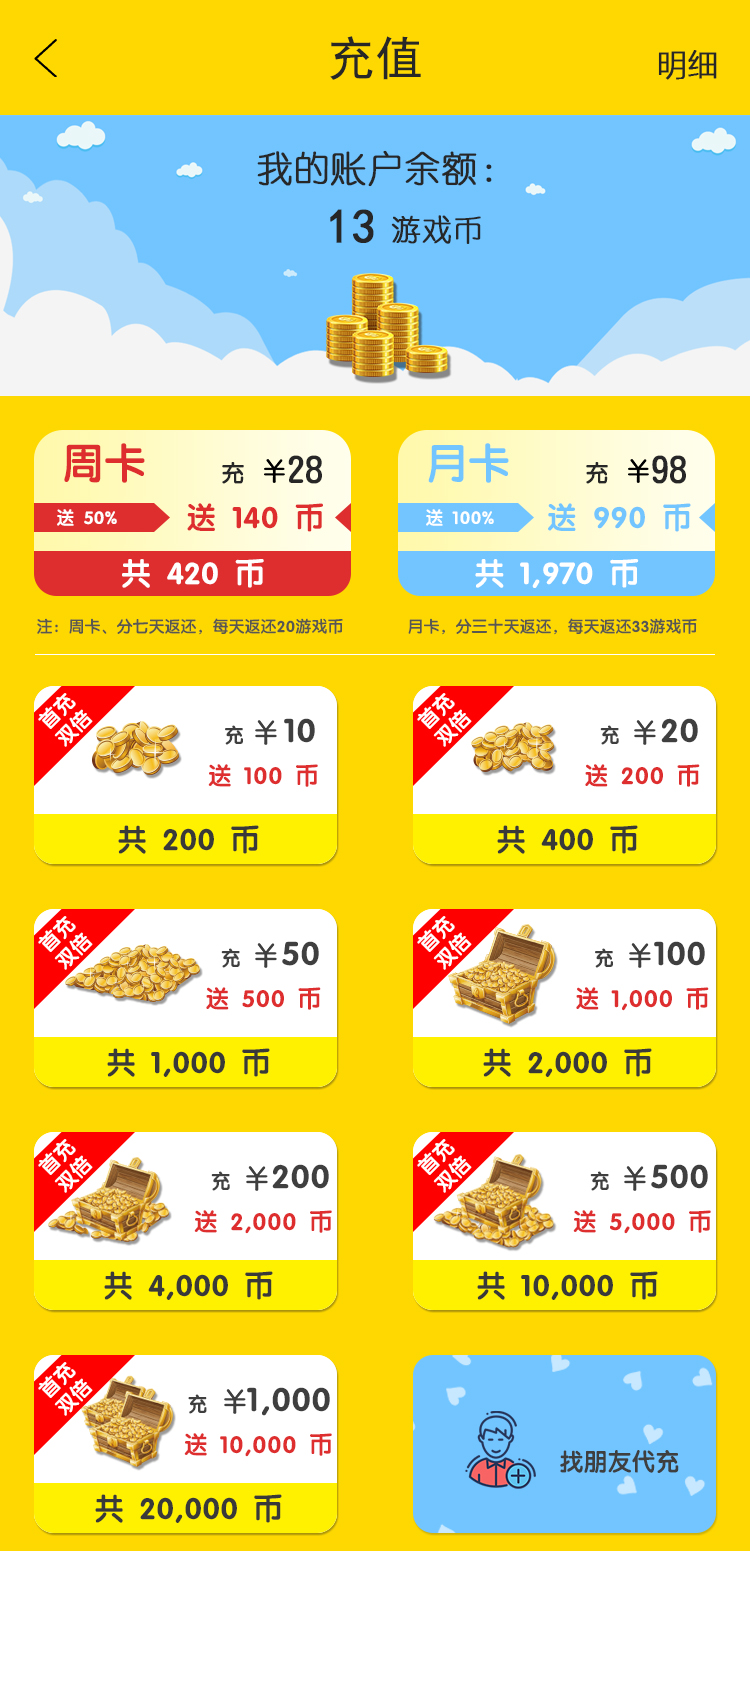 充值
明细
我的账户余额：
13 游戏币
周卡
充 ¥28
送 50%
送 140 币
共 420 币
月卡
充 ¥98
送 100%
送 990 币
共 1,970 币
注：周卡、分七天返还，每天返还20游戏币
月卡，分三十天返还，每天返还33游戏币
首充
双倍
充 ¥10
送 100 币
共 200 币
首充
双倍
充 ¥20
送 200 币
共 400 币
首充
双倍
充 ¥50
送 500 币
共 1,000 币
首充
双倍
充 ¥100
送 1,000 币
共 2,000 币
首充
双倍
充 ¥200
送 2,000 币
共 4,000 币
首充
双倍
充 ¥500
送 5,000 币
共 10,000 币
首充
双倍
充 ¥1,000
送 10,000 币
共 20,000 币
找朋友代充